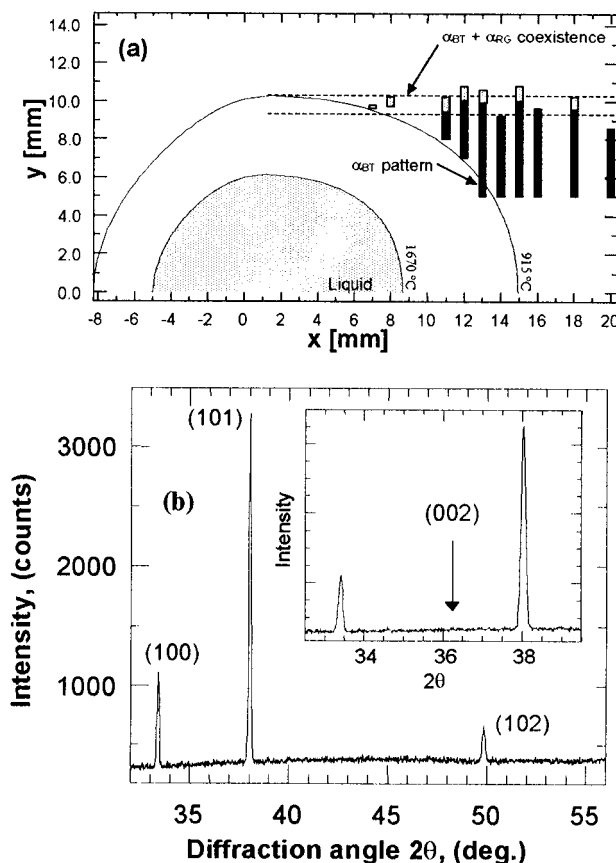 14.0
12.0
10.0
8.0
6.0
4.0
2.0
0.0
y [mm]
(a)
αBT + αRG coexistence
αBT pattern
Liquid
1670 °C
915 °C
-8 -6 -4 -2 0 2 4 6 8 10 12 14 16 18 20
x [mm]
3000
2000
1000
Intensity, (counts)
(101)
(b)
(100)
(102)
Intensity
(002)
34 36 38
2θ
35 40 45 50 55
Diffraction angle 2θ, (deg.)